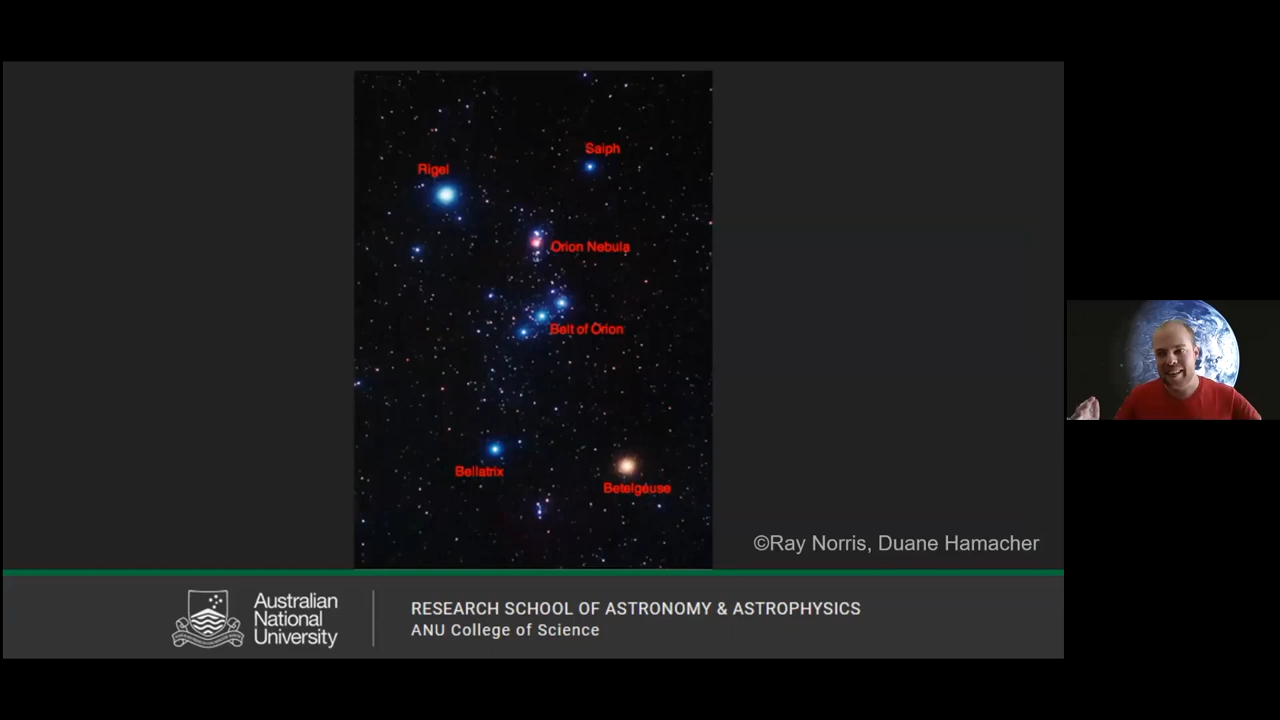 Saiph
Rigel
Orion Nebula
Belt of Orion
Bellatrix
Betelgeuse
©Ray Norris, Duane Hamacher
Australian
National
University
RESEARCH SCHOOL OF ASTRONOMY & ASTROPHYSICS
ANU College of Science